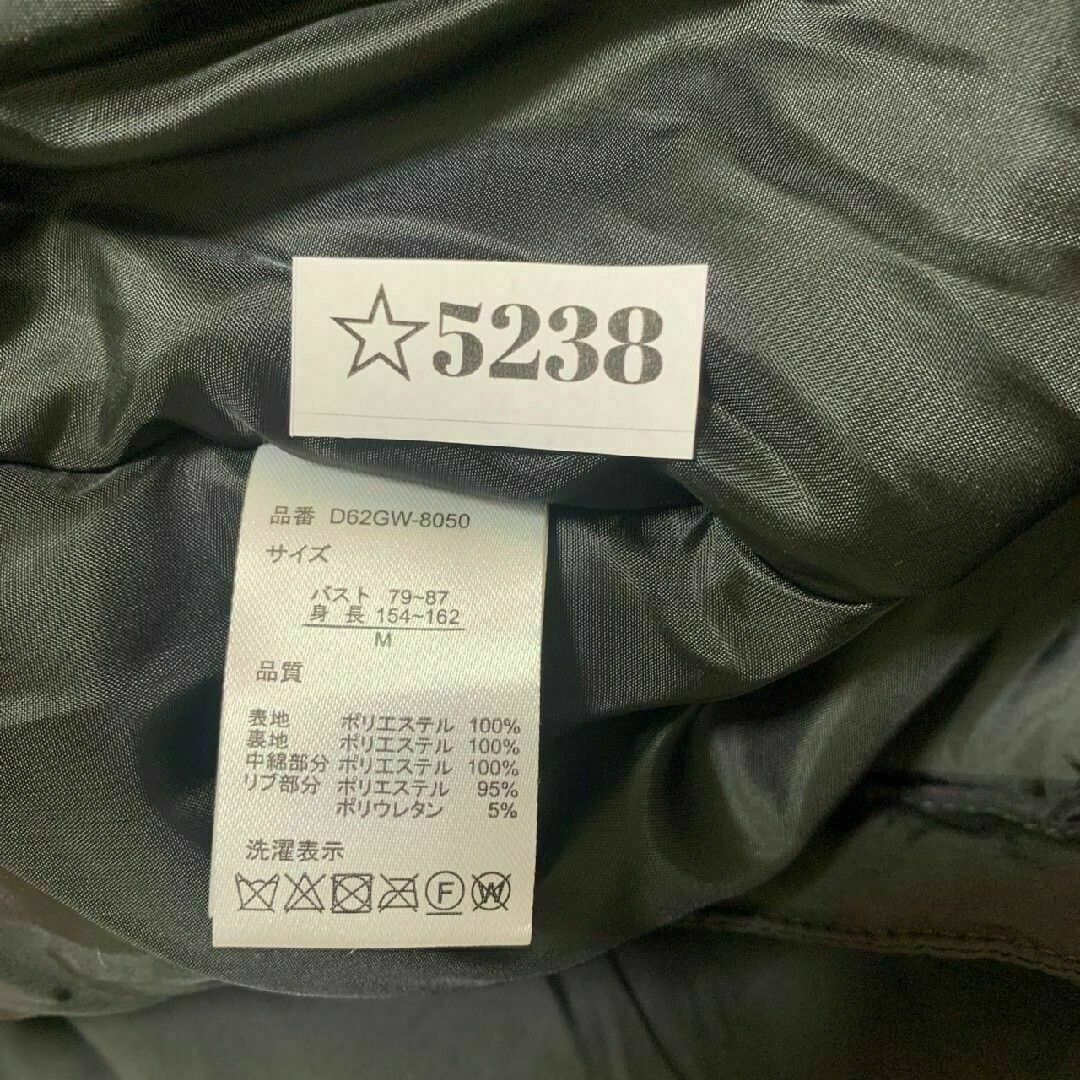 ☆5238
品番 D62GW-8050
サイズ
バスト 79~87
身長 154~162
M
品質
表地 ポリエステル 100%
裏地 ポリエステル 100%
中綿部分 ポリエステル 100%
リブ部分 ポリエステル 95%
ポリウレタン 5%
洗濯表示
F W